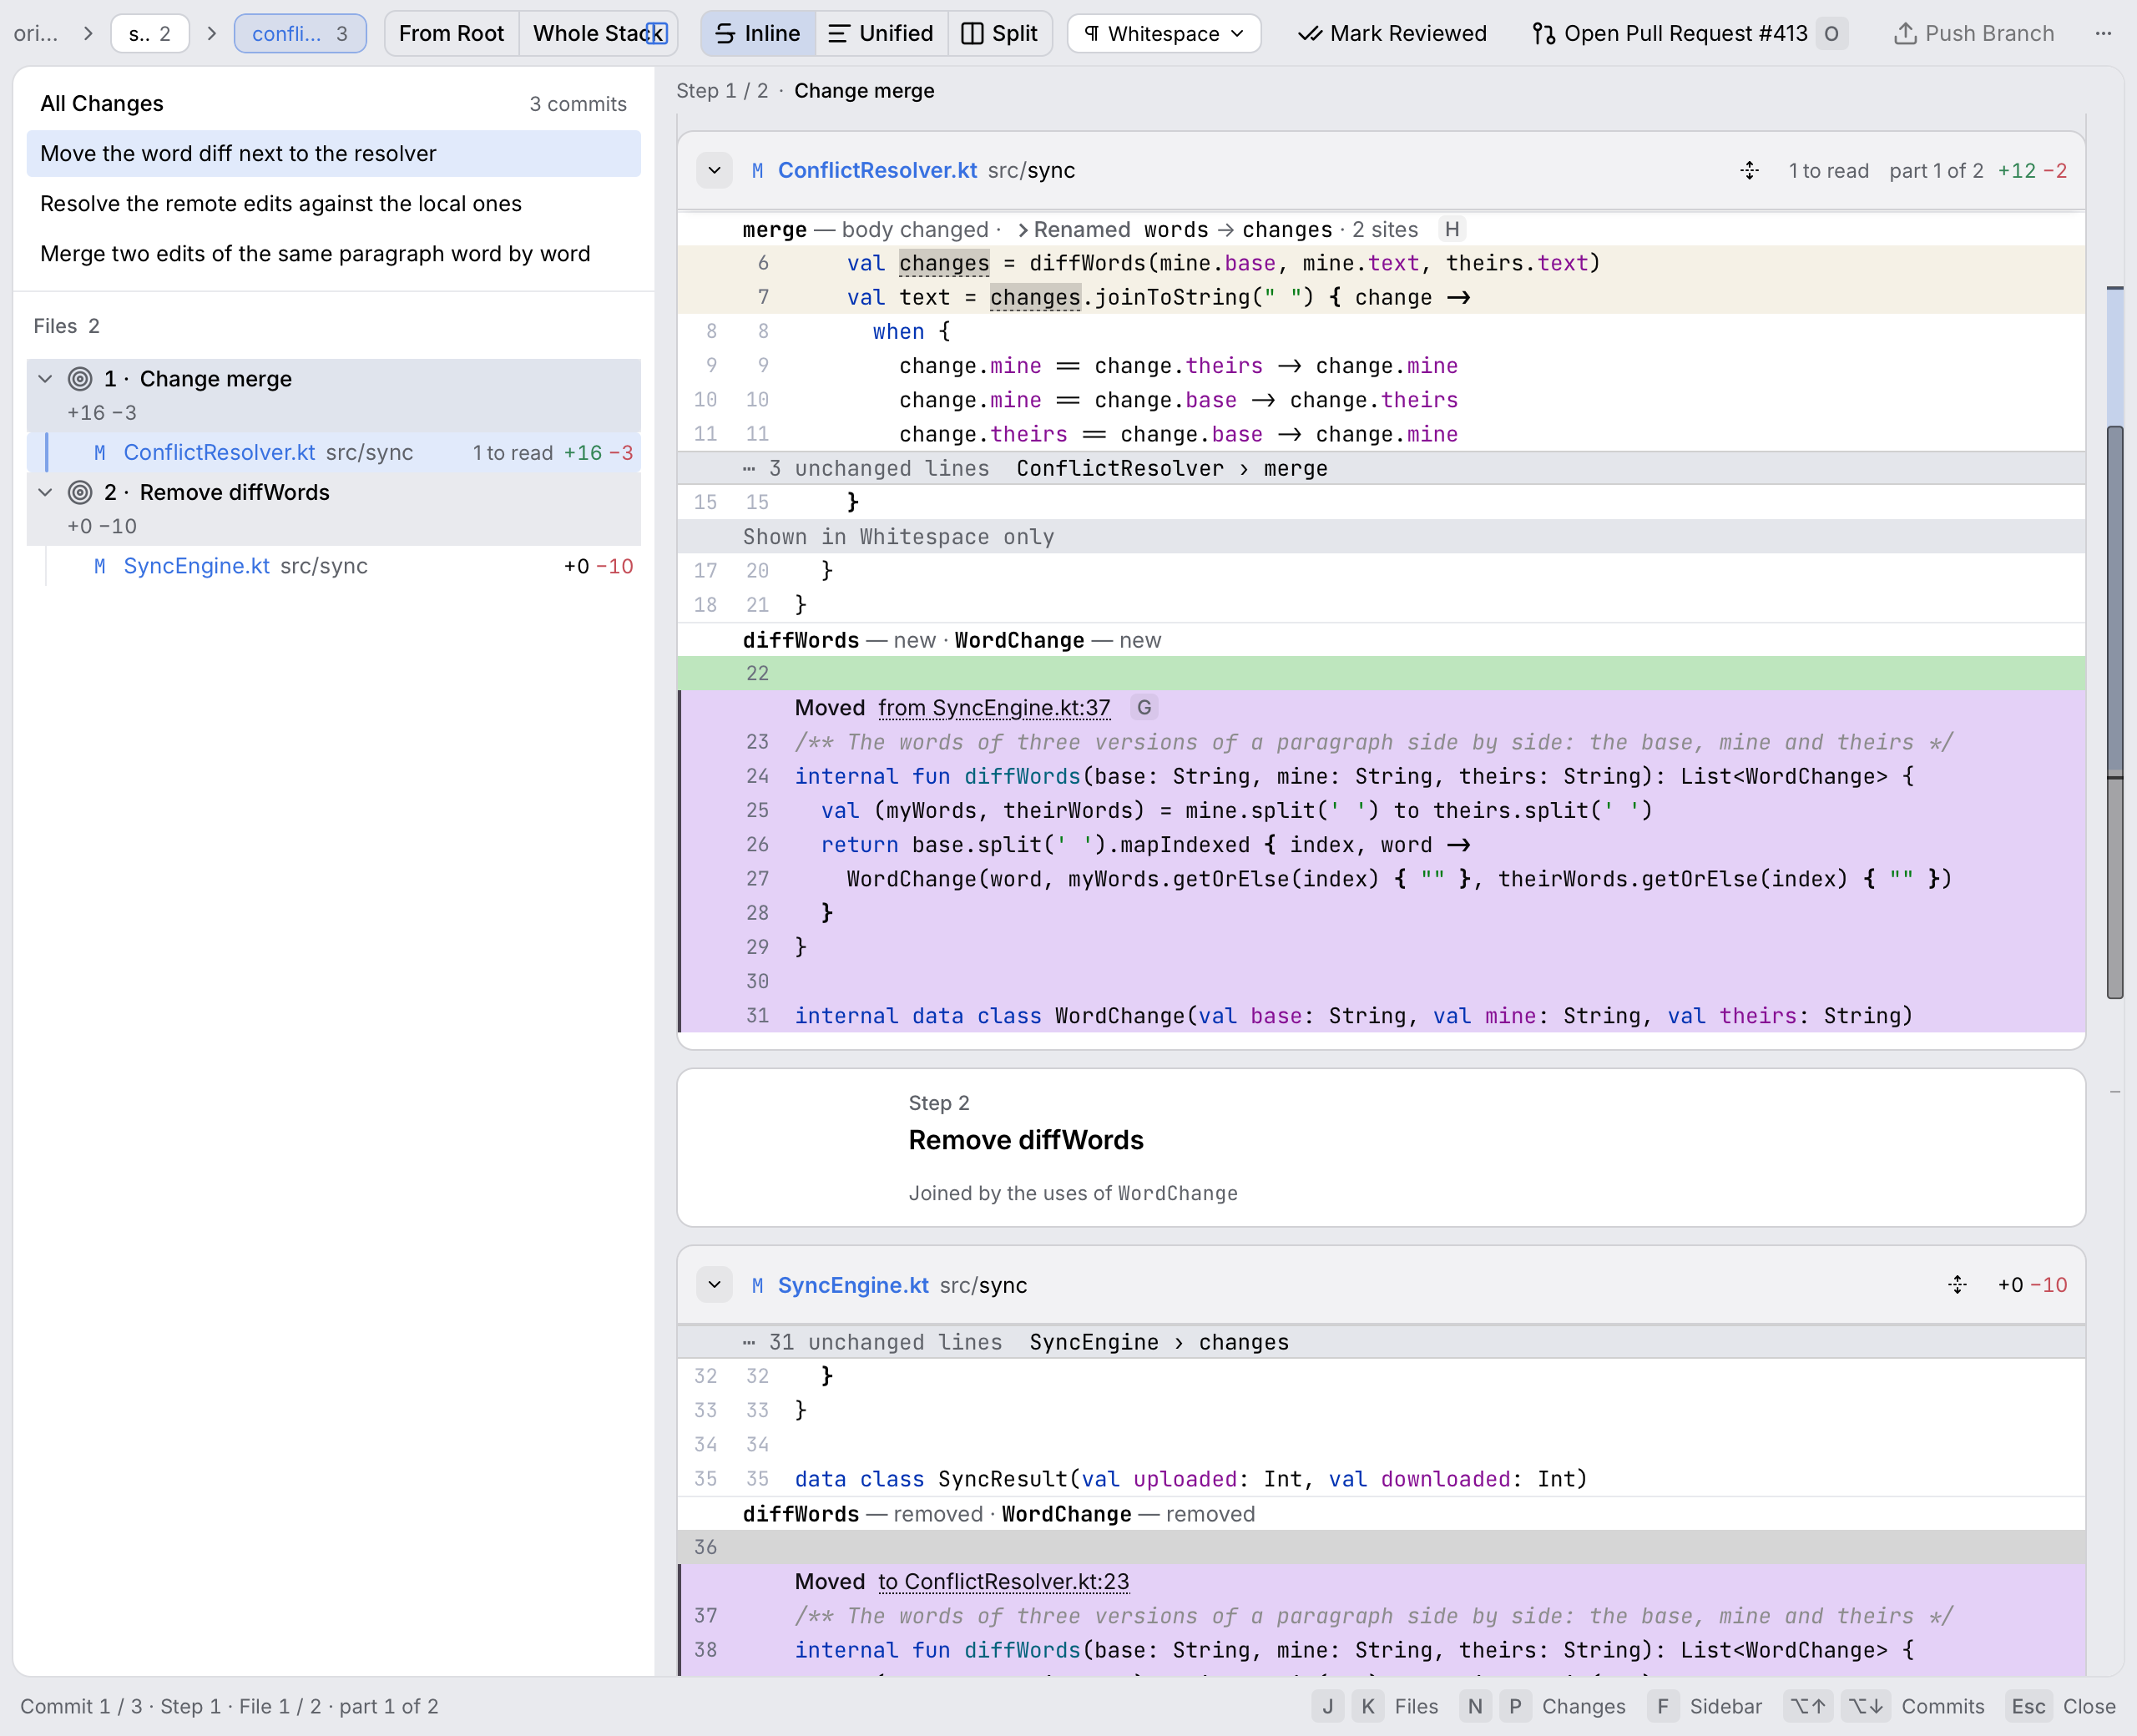 ori... > s.. 2 > confli... 3 From Root Whole Stack Inline Unified Split ¶ Whitespace Mark Reviewed Open Pull Request #413 O Push Branch ···
All Changes 3 commits
Move the word diff next to the resolver
Resolve the remote edits against the local ones
Merge two edits of the same paragraph word by word
Files 2
1 · Change merge
+16 −3
M ConflictResolver.kt src/sync 1 to read +16 −3
2 · Remove diffWords
+0 −10
M SyncEngine.kt src/sync +0 −10
Step 1 / 2 · Change merge
M ConflictResolver.kt src/sync 1 to read part 1 of 2 +12 −2
merge — body changed · > Renamed words → changes · 2 sites H
6 val changes = diffWords(mine.base, mine.text, theirs.text)
7 val text = changes.joinToString(" ") { change →
8 8 when {
9 9 change.mine == change.theirs → change.mine
10 10 change.mine == change.base → change.theirs
11 11 change.theirs == change.base → change.mine
··· 3 unchanged lines ConflictResolver › merge
15 15 }
Shown in Whitespace only
17 20 }
18 21 }
diffWords — new · WordChange — new
22
Moved from SyncEngine.kt:37 G
23 /** The words of three versions of a paragraph side by side: the base, mine and theirs */
24 internal fun diffWords(base: String, mine: String, theirs: String): List<WordChange> {
25 val (myWords, theirWords) = mine.split(' ') to theirs.split(' ')
26 return base.split(' ').mapIndexed { index, word →
27 WordChange(word, myWords.getOrElse(index) { "" }, theirWords.getOrElse(index) { "" })
28 }
29 }
30
31 internal data class WordChange(val base: String, val mine: String, val theirs: String)
Step 2
Remove diffWords
Joined by the uses of WordChange
M SyncEngine.kt src/sync +0 −10
··· 31 unchanged lines SyncEngine › changes
32 32 }
33 33 }
34 34
35 35 data class SyncResult(val uploaded: Int, val downloaded: Int)
diffWords — removed · WordChange — removed
36
Moved to ConflictResolver.kt:23
37 /** The words of three versions of a paragraph side by side: the base, mine and theirs */
38 internal fun diffWords(base: String, mine: String, theirs: String): List<WordChange> {
Commit 1 / 3 · Step 1 · File 1 / 2 · part 1 of 2 J K Files N P Changes F Sidebar ⌥↑ ⌥↓ Commits Esc Close